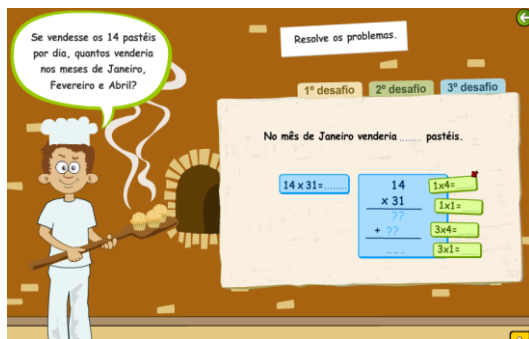 Se vendesse os 14 pastéis
por dia, quantos venderia
nos meses de Janeiro,
Fevereiro e Abril?
Resolve os problemas.
1º desafio
2º desafio
3º desafio
No mês de Janeiro venderia ........ pastéis.
14 x 31=........
14
x 31
??
+ ??
.... .
1x4=.....
1x1=
3x4=.....
3x1=.....